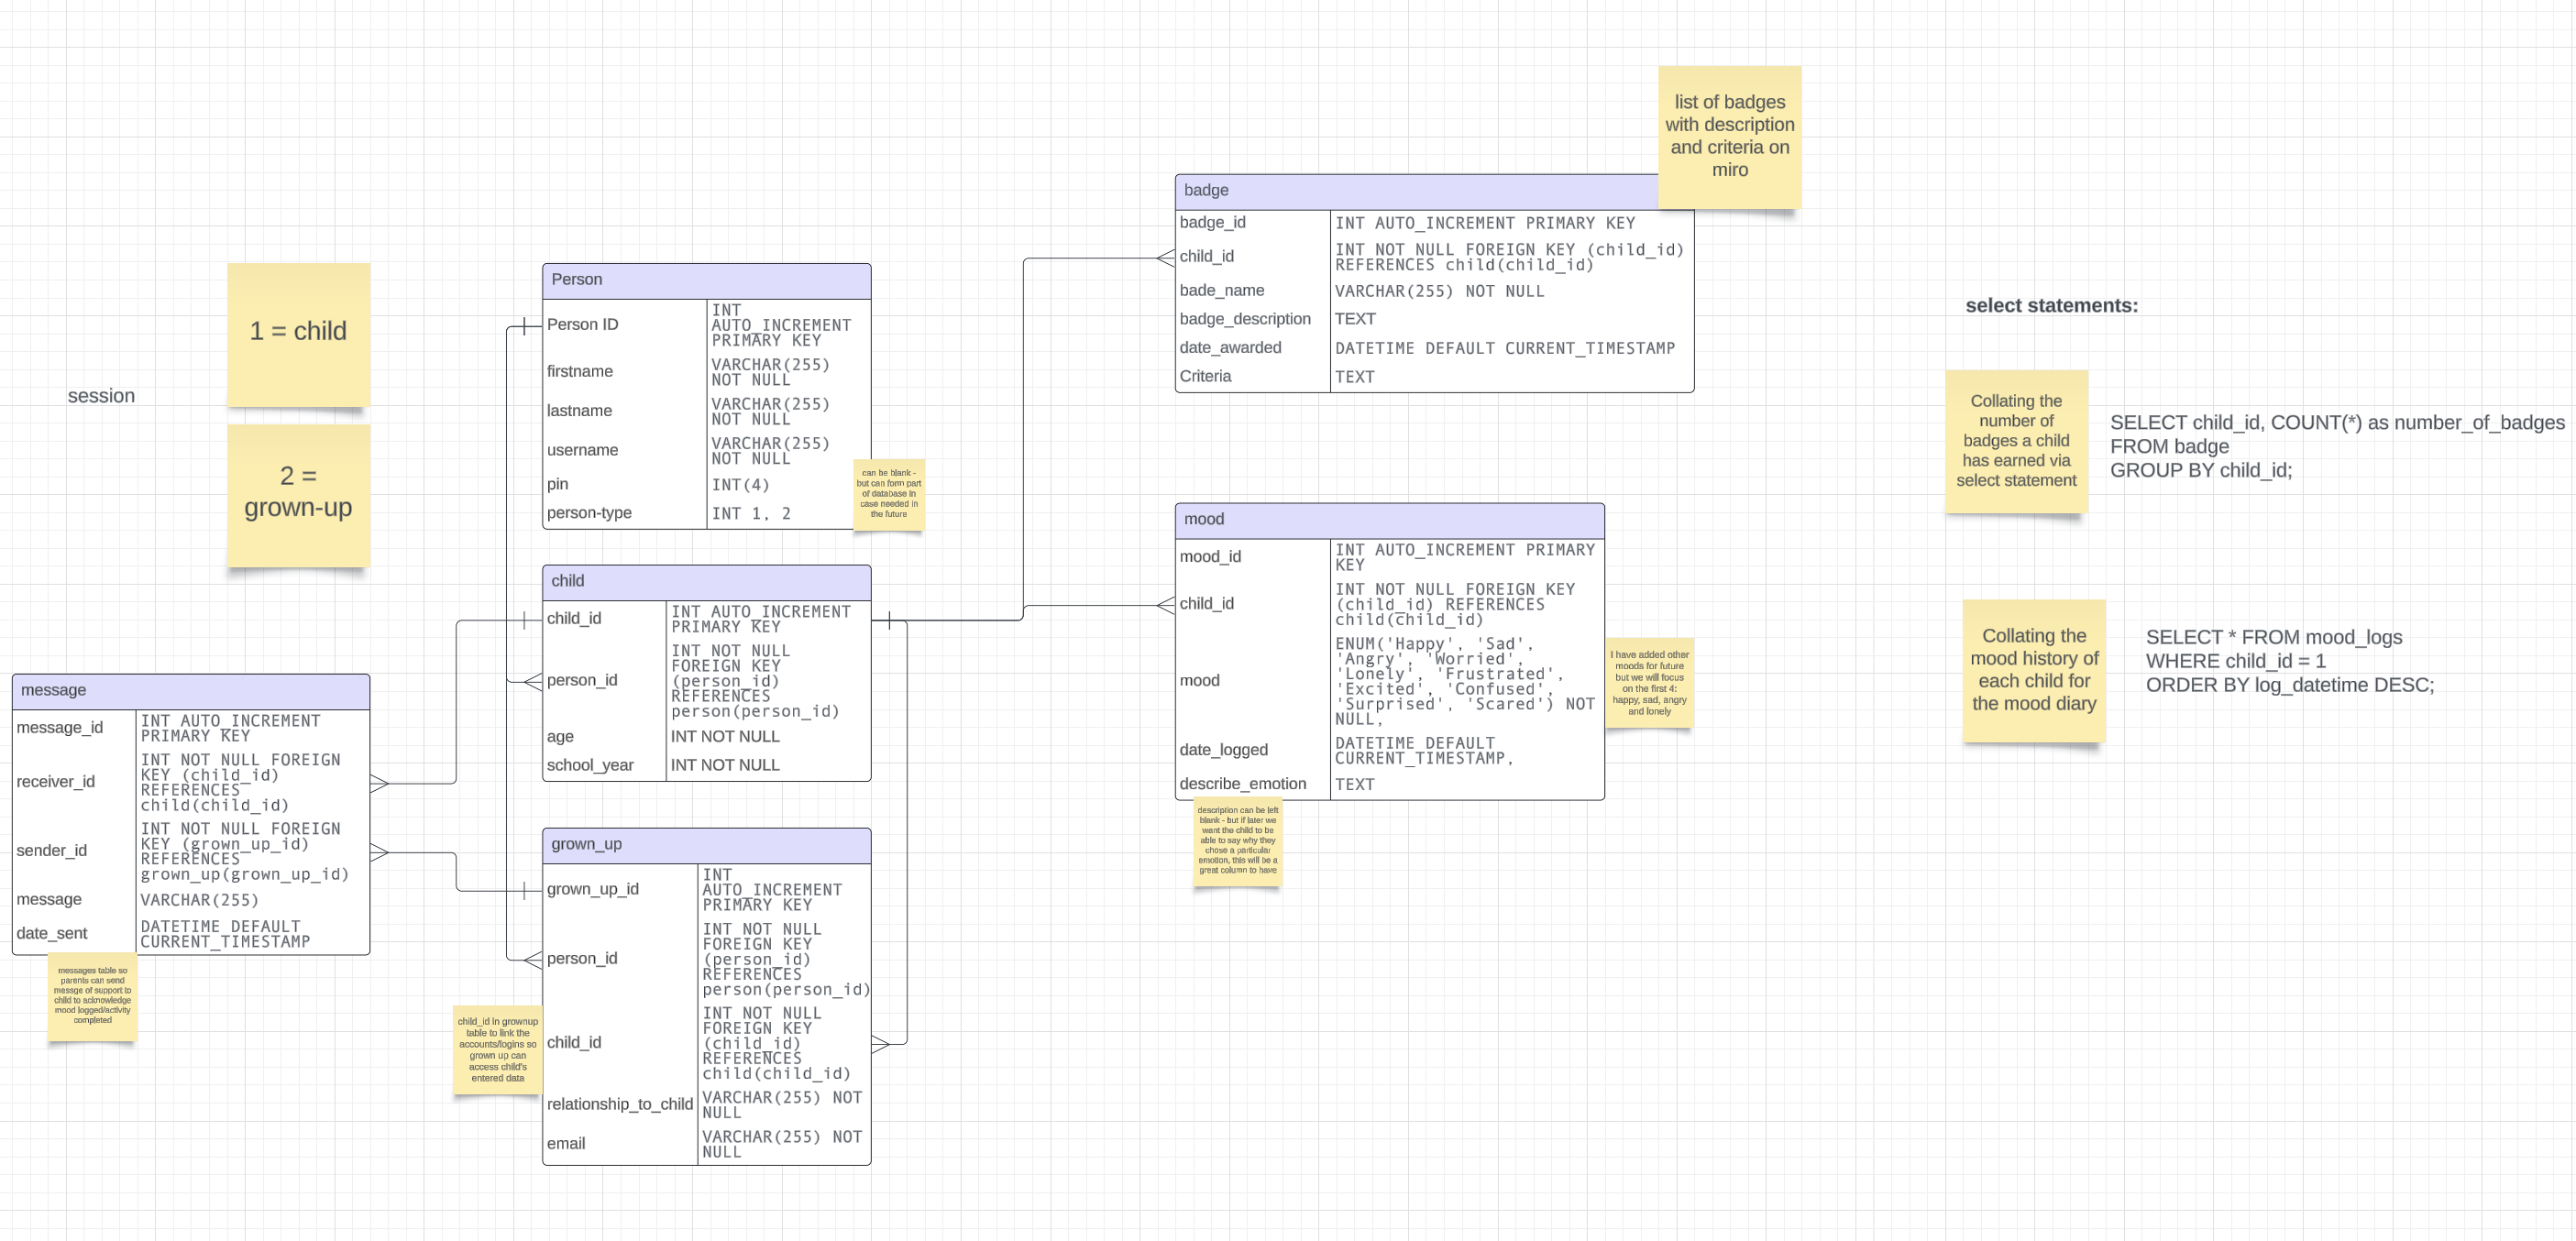 session
1 = child
2 =
grown-up
Person
Person ID
INT
AUTO_INCREMENT
PRIMARY KEY
firstname
VARCHAR(255)
NOT NULL
lastname
VARCHAR(255)
NOT NULL
username
VARCHAR(255)
NOT NULL
pin
INT(4)
person-type
INT 1, 2
can be blank -
but can form part
of database in
case needed in
the future
child
child_id
INT AUTO_INCREMENT
PRIMARY KEY
person_id
INT NOT NULL
FOREIGN KEY
(person_id)
REFERENCES
person(person_id)
age
INT NOT NULL
school_year
INT NOT NULL
message
message_id
INT AUTO_INCREMENT
PRIMARY KEY
receiver_id
INT NOT NULL FOREIGN
KEY (child_id)
REFERENCES
child(child_id)
sender_id
INT NOT NULL FOREIGN
KEY (grown_up_id)
REFERENCES
grown_up(grown_up_id)
message
VARCHAR(255)
date_sent
DATETIME DEFAULT
CURRENT_TIMESTAMP
messages table so
parents can send
messge of support to
child to acknowledge
mood logged/activity
completed
grown_up
grown_up_id
INT
AUTO_INCREMENT
PRIMARY KEY
person_id
INT NOT NULL
FOREIGN KEY
(person_id)
REFERENCES
person(person_id)
child_id
INT NOT NULL
FOREIGN KEY
(child_id)
REFERENCES
child(child_id)
relationship_to_child
VARCHAR(255) NOT
NULL
email
VARCHAR(255) NOT
NULL
child_id in grownup
table to link the
accounts/logins so
grown up can
access child's
entered data
list of badges
with description
and criteria on
miro
badge
badge_id
INT AUTO_INCREMENT PRIMARY KEY
child_id
INT NOT NULL FOREIGN KEY (child_id)
REFERENCES child(child_id)
bade_name
VARCHAR(255) NOT NULL
badge_description
TEXT
date_awarded
DATETIME DEFAULT CURRENT_TIMESTAMP
Criteria
TEXT
mood
mood_id
INT AUTO_INCREMENT PRIMARY
KEY
child_id
INT NOT NULL FOREIGN KEY
(child_id) REFERENCES
child(child_id)
mood
ENUM('Happy', 'Sad',
'Angry', 'Worried',
'Lonely', 'Frustrated',
'Excited', 'Confused',
'Surprised', 'Scared') NOT
NULL,
date_logged
DATETIME DEFAULT
CURRENT_TIMESTAMP,
describe_emotion
TEXT
I have added other
moods for future
but we will focus
on the first 4:
happy, sad, angry
and lonely
description can be left
blank - but if later we
want the child to be
able to say why they
chose a particular
emotion, this will be a
great column to have
select statements:
Collating the
number of
badges a child
has earned via
select statement
SELECT child_id, COUNT(*) as number_of_badges
FROM badge
GROUP BY child_id;
Collating the
mood history of
each child for
the mood diary
SELECT * FROM mood_logs
WHERE child_id = 1
ORDER BY log_datetime DESC;